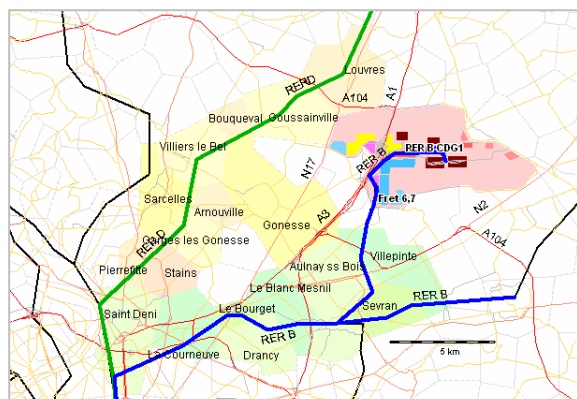 Louvres
RERD
A104
A1
Bouqueval
Goussainville
Villiers le Bel
RER B CDG1
RER B
N17
Fret 6,7
Sarcelles
Arnouville
N2
Gonesse
A3
A104
RER D
Garges les Gonesse
Villepinte
Pierrefitte
Stains
Aulnay ss Bois
Le Blanc Mesnil
Saint Deni
Le Bourget
Sevran
RER B
RER B
La Courneuve
Drancy
5 km